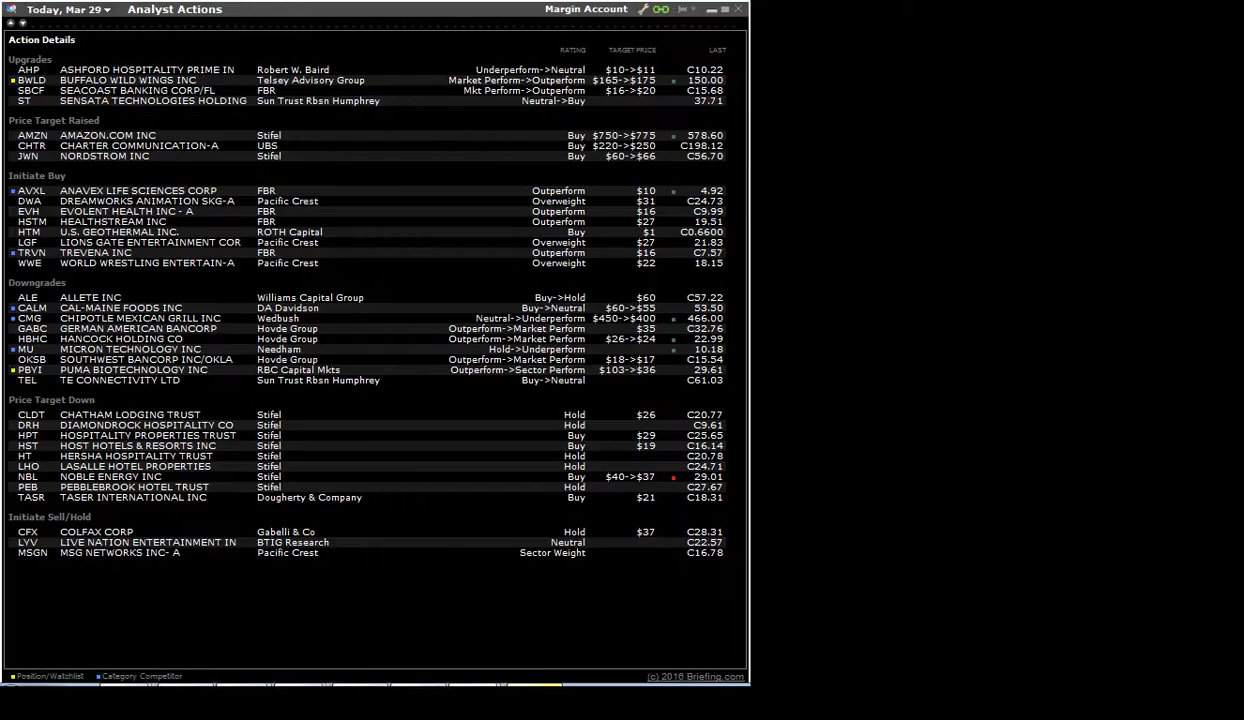 Today, Mar 29 Analyst Actions Margin Account
Action Details
RATING TARGET PRICE LAST
Upgrades
AHP ASHFORD HOSPITALITY PRIME IN Robert W. Baird Underperform->Neutral $10->$11 C10.22
BWLD BUFFALO WILD WINGS INC Telsey Advisory Group Market Perform->Outperform $165->$175 150.00
SBCF SEACOAST BANKING CORP/FL FBR Mkt Perform->Outperform $16->$20 C15.68
ST SENSATA TECHNOLOGIES HOLDING Sun Trust Rbsn Humphrey Neutral->Buy 37.71
Price Target Raised
AMZN AMAZON.COM INC Stifel Buy $750->$775 578.60
CHTR CHARTER COMMUNICATION-A UBS Buy $220->$250 C198.12
JWN NORDSTROM INC Stifel Buy $60->$66 C56.70
Initiate Buy
AVXL ANAVEX LIFE SCIENCES CORP FBR Outperform $10 4.92
DWA DREAMWORKS ANIMATION SKG-A Pacific Crest Overweight $31 C24.73
EVH EVOLENT HEALTH INC - A FBR Outperform $16 C9.99
HSTM HEALTHSTREAM INC FBR Outperform $27 19.51
HTM U.S. GEOTHERMAL INC. ROTH Capital Buy $1 C0.6600
LGF LIONS GATE ENTERTAINMENT COR Pacific Crest Overweight $27 21.83
TRVN TREVENA INC FBR Outperform $16 C7.57
WWE WORLD WRESTLING ENTERTAIN-A Pacific Crest Overweight $22 18.15
Downgrades
ALE ALLETE INC Williams Capital Group Buy->Hold $60 C57.22
CALM CAL-MAINE FOODS INC DA Davidson Buy->Neutral $60->$55 53.50
CMG CHIPOTLE MEXICAN GRILL INC Wedbush Neutral->Underperform $450->$400 466.00
GABC GERMAN AMERICAN BANCORP Hovde Group Outperform->Market Perform $35 C32.76
HBHC HANCOCK HOLDING CO Hovde Group Outperform->Market Perform $26->$24 22.99
MU MICRON TECHNOLOGY INC Needham Hold->Underperform 10.18
OKSB SOUTHWEST BANCORP INC/OKLA Hovde Group Outperform->Market Perform $18->$17 C15.54
PBYI PUMA BIOTECHNOLOGY INC RBC Capital Mkts Outperform->Sector Perform $103->$36 29.61
TEL TE CONNECTIVITY LTD Sun Trust Rbsn Humphrey Buy->Neutral C61.03
Price Target Down
CLDT CHATHAM LODGING TRUST Stifel Hold $26 C20.77
DRH DIAMONDROCK HOSPITALITY CO Stifel Hold C9.61
HPT HOSPITALITY PROPERTIES TRUST Stifel Buy $29 C25.65
HST HOST HOTELS & RESORTS INC Stifel Buy $19 C16.14
HT HERSHA HOSPITALITY TRUST Stifel Hold C20.78
LHO LASALLE HOTEL PROPERTIES Stifel Hold C24.71
NBL NOBLE ENERGY INC Stifel Buy $40->$37 29.01
PEB PEBBLEBROOK HOTEL TRUST Stifel Hold C27.67
TASR TASER INTERNATIONAL INC Dougherty & Company Buy $21 C18.31
Initiate Sell/Hold
CFX COLFAX CORP Gabelli & Co Hold $37 C28.31
LYV LIVE NATION ENTERTAINMENT IN BTIG Research Neutral C22.57
MSGN MSG NETWORKS INC- A Pacific Crest Sector Weight C16.78
Position/Watchlist Category Competitor (c) 2016 Briefing.com